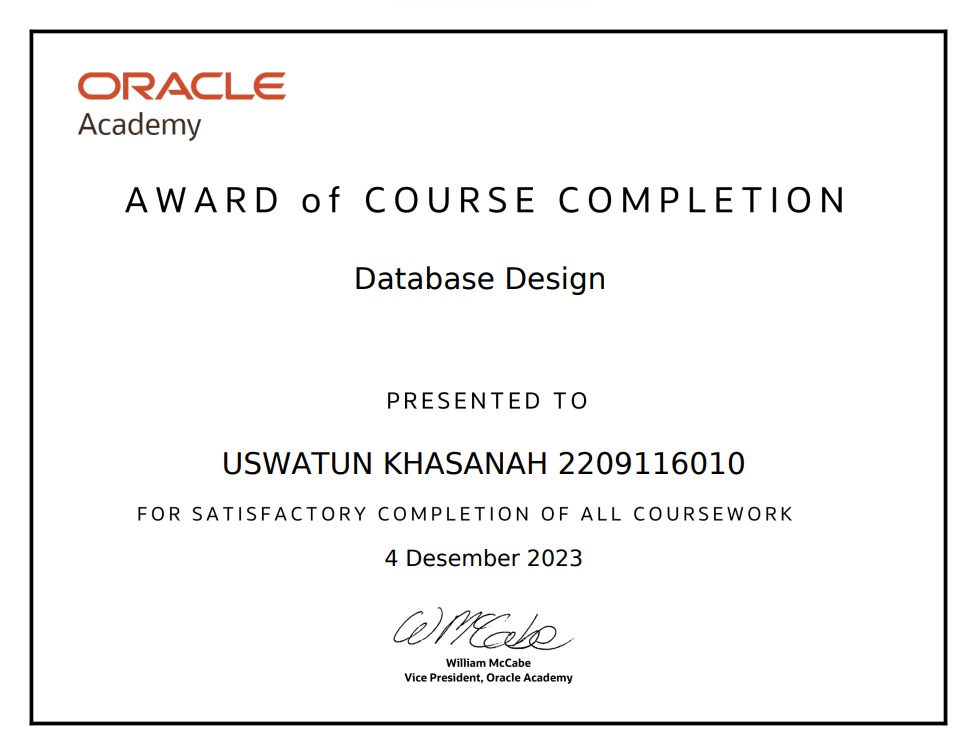 ORACLE
Academy
AWARD of COURSE COMPLETION
Database Design
PRESENTED TO
USWATUN KHASANAH 2209116010
FOR SATISFACTORY COMPLETION OF ALL COURSEWORK
4 Desember 2023
WMcCabe
William McCabe
Vice President, Oracle Academy